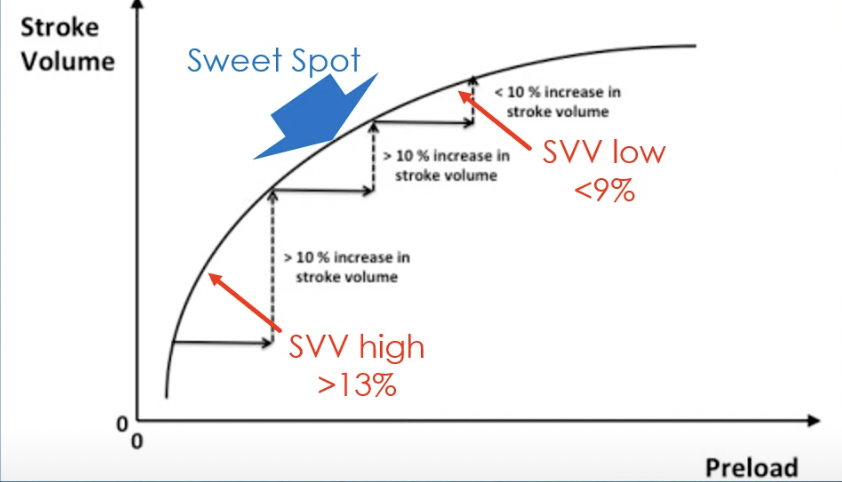 Stroke
Volume
Sweet Spot
< 10 % increase in
stroke volume
SVV low
<9%
> 10 % increase in
stroke volume
> 10 % increase in
stroke volume
SVV high
>13%
0
0
Preload